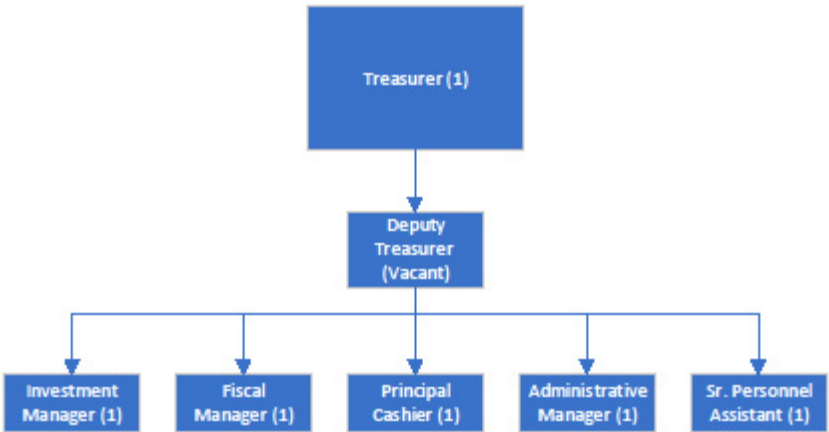 Treasurer (1)
Deputy
Treasurer
(Vacant)
Investment
Manager (1)
Fiscal
Manager (1)
Principal
Cashier (1)
Administrative
Manager (1)
Sr. Personnel
Assistant (1)